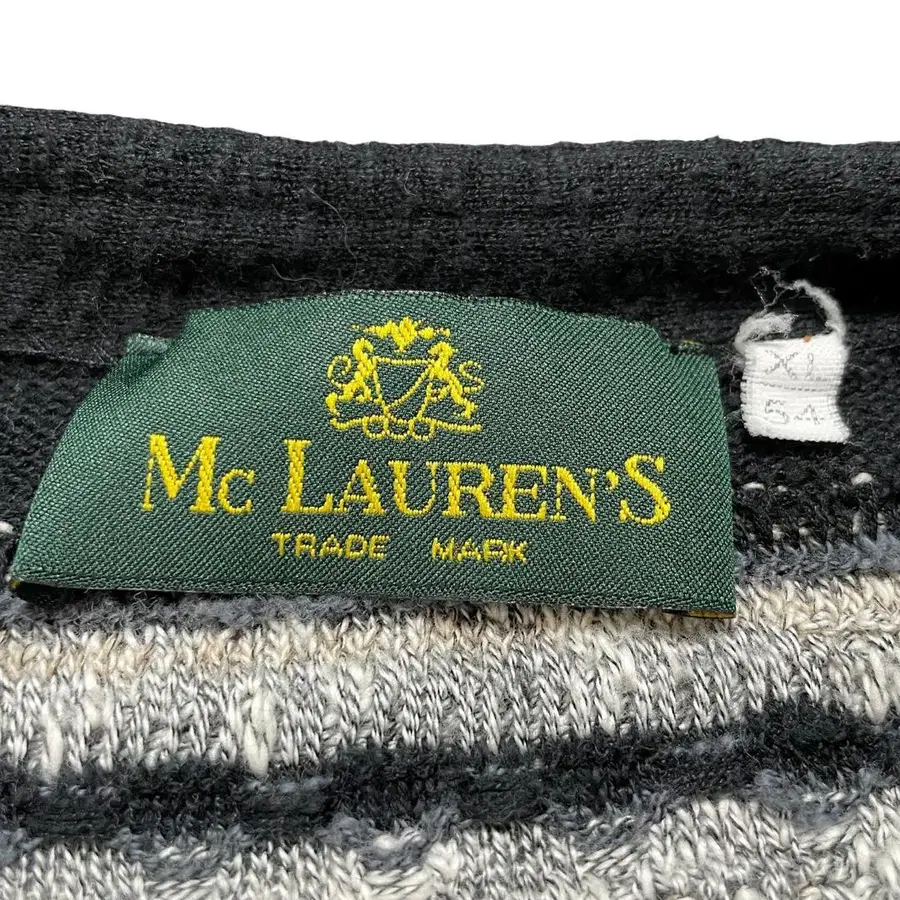 Mc LAUREN'S
TRADE MARK
XL
54